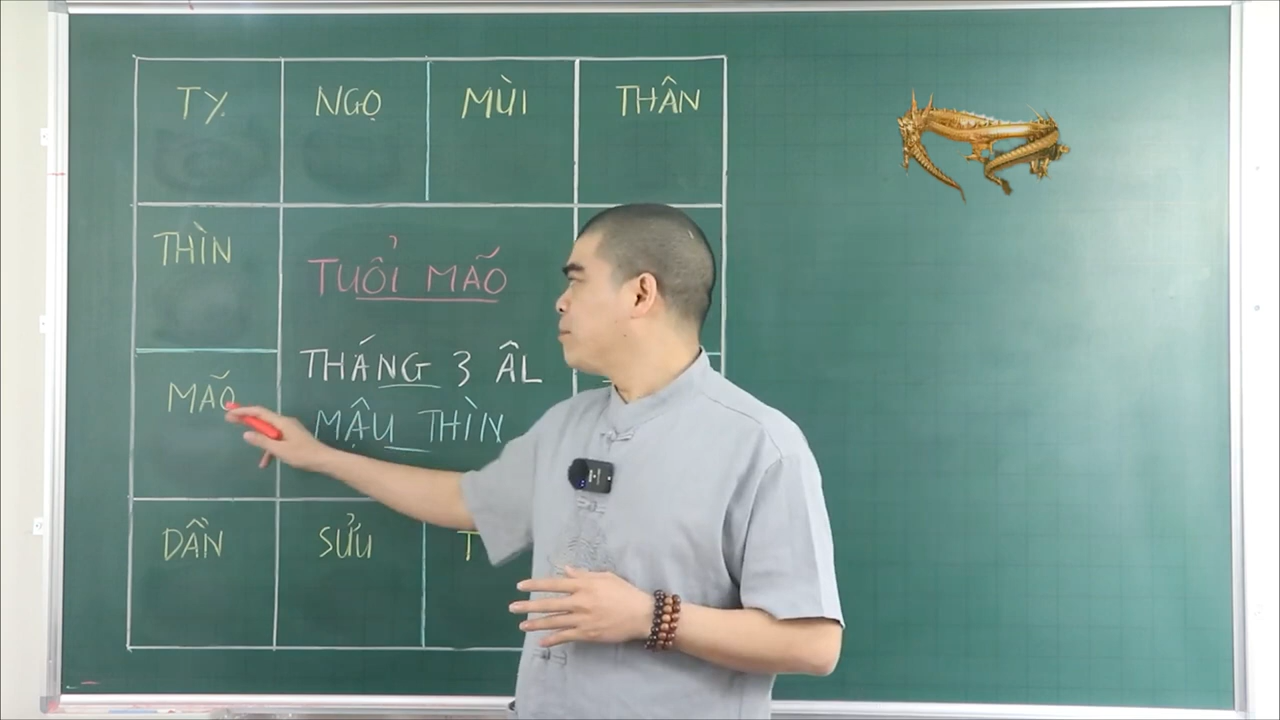 TỴ NGỌ MÙI THÂN
THÌN
TUỔI MÃO
THÁNG 3 ÂL
MÃO
MẬU THÌN
DẦN SỬU